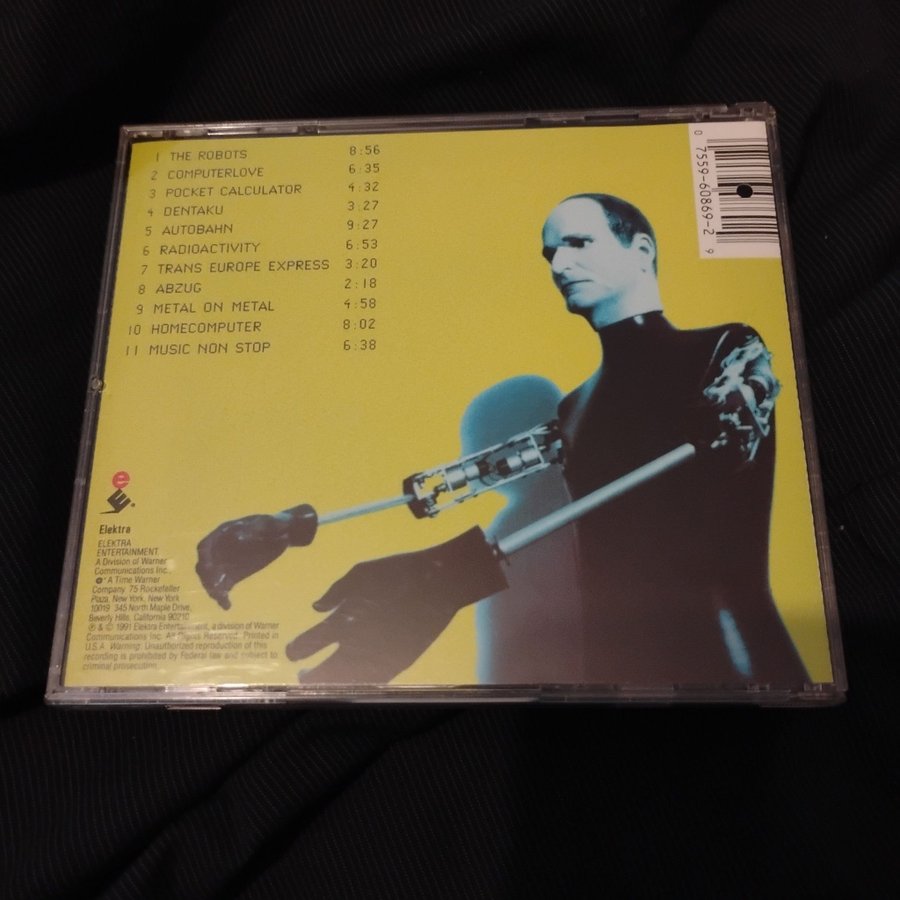 1 THE ROBOTS 8:56
2 COMPUTERLOVE 6:35
3 POCKET CALCULATOR 4:32
4 DENTAKU 3:27
5 AUTOBAHN 9:27
6 RADIOACTIVITY 6:53
7 TRANS EUROPE EXPRESS 3:20
8 ABZUG 2:18
9 METAL ON METAL 4:58
10 HOMECOMPUTER 8:02
11 MUSIC NON STOP 6:38
0 7559-60869-2 9
e
E
Elektra
ELEKTRA
ENTERTAINMENT
A Division of Warner
Communications Inc.,
A Time Warner
Company. 75 Rockefeller
Plaza, New York, New York
10019 345 North Maple Drive,
Beverly Hills, California 90210
℗ & © 1991 Elektra Entertainment, a division of Warner
Communications Inc. All Rights Reserved. Printed in
U.S.A. Warning: Unauthorized reproduction of this
recording is prohibited by Federal law and subject to
criminal prosecution.